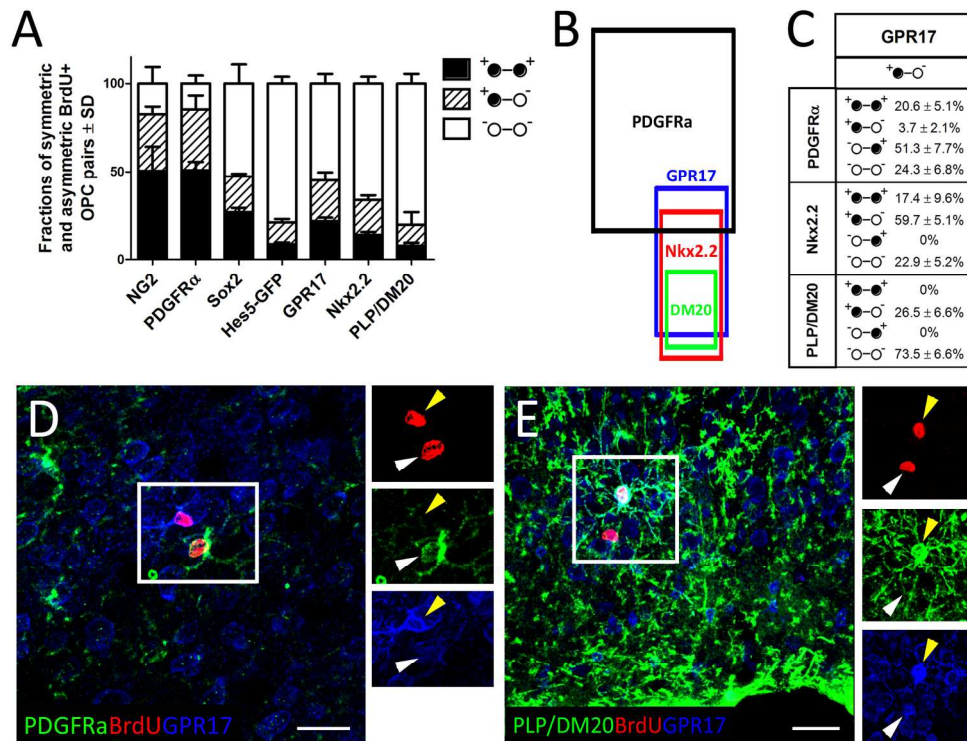 A
Fractions of symmetric
and asymmetric BrdU+
OPC pairs ± SD
100
50
0
NG2
PDGFRα
Sox2
Hes5-GFP
GPR17
Nkx2.2
PLP/DM20
+ +
+ -
- -
B
PDGFRa
GPR17
Nkx2.2
DM20
C
GPR17
+ -
PDGFRα
+ + 20.6 ± 5.1%
+ - 3.7 ± 2.1%
- + 51.3 ± 7.7%
- - 24.3 ± 6.8%
Nkx2.2
+ + 17.4 ± 9.6%
+ - 59.7 ± 5.1%
- + 0%
- - 22.9 ± 5.2%
PLP/DM20
+ + 0%
+ - 26.5 ± 6.6%
- + 0%
- - 73.5 ± 6.6%
D
PDGFRaBrdUGPR17
E
PLP/DM20BrdUGPR17